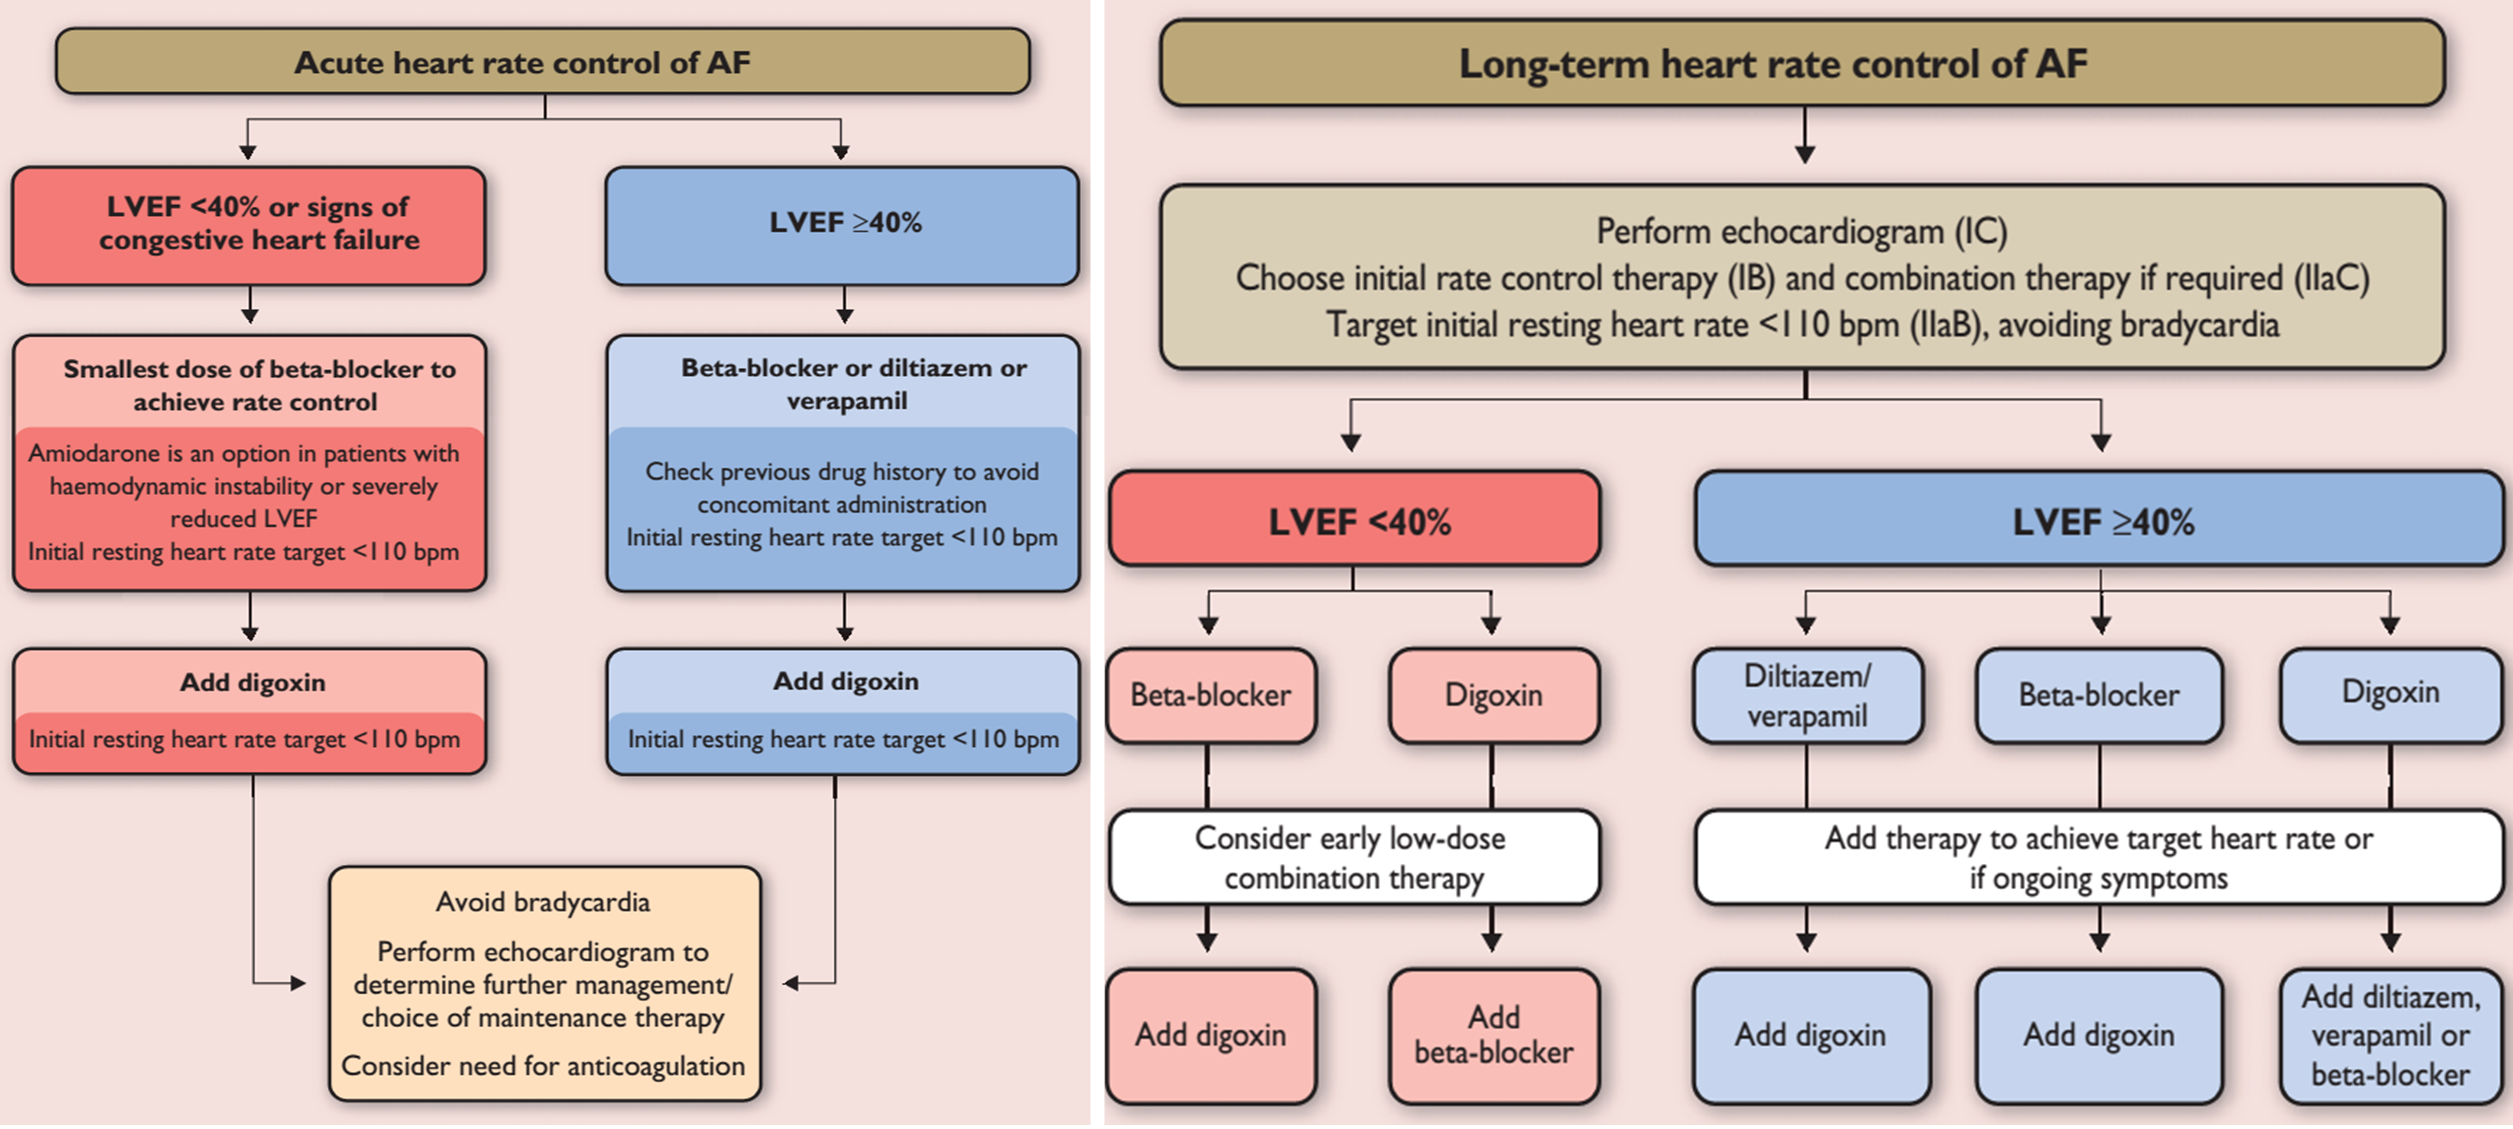 Acute heart rate control of AF
LVEF <40% or signs of
congestive heart failure
LVEF ≥40%
Smallest dose of beta-blocker to
achieve rate control
Amiodarone is an option in patients with
haemodynamic instability or severely
reduced LVEF
Initial resting heart rate target <110 bpm
Beta-blocker or diltiazem or
verapamil
Check previous drug history to avoid
concomitant administration
Initial resting heart rate target <110 bpm
Add digoxin
Initial resting heart rate target <110 bpm
Add digoxin
Initial resting heart rate target <110 bpm
Avoid bradycardia
Perform echocardiogram to
determine further management/
choice of maintenance therapy
Consider need for anticoagulation
Long-term heart rate control of AF
Perform echocardiogram (IC)
Choose initial rate control therapy (IB) and combination therapy if required (IIaC)
Target initial resting heart rate <110 bpm (IIaB), avoiding bradycardia
LVEF <40%
LVEF ≥40%
Beta-blocker
Digoxin
Diltiazem/
verapamil
Beta-blocker
Digoxin
Consider early low-dose
combination therapy
Add therapy to achieve target heart rate or
if ongoing symptoms
Add digoxin
Add
beta-blocker
Add digoxin
Add digoxin
Add diltiazem,
verapamil or
beta-blocker